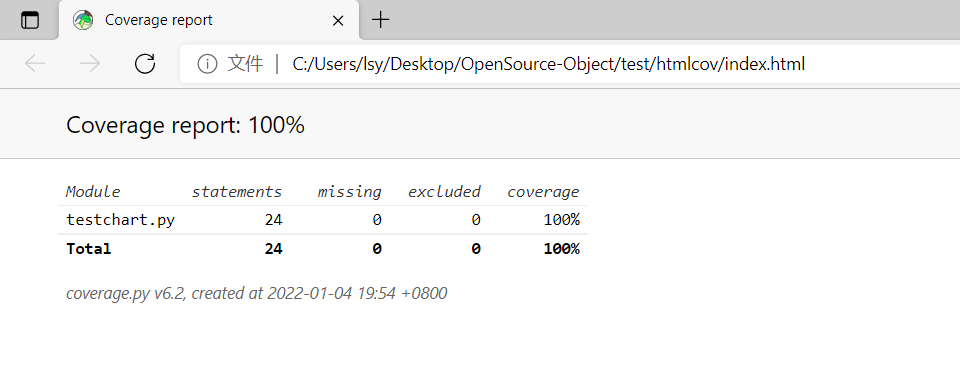 Coverage report
文件 | C:/Users/lsy/Desktop/OpenSource-Object/test/htmlcov/index.html
Coverage report: 100%
Module statements missing excluded coverage
testchart.py 24 0 0 100%
Total 24 0 0 100%
coverage.py v6.2, created at 2022-01-04 19:54 +0800